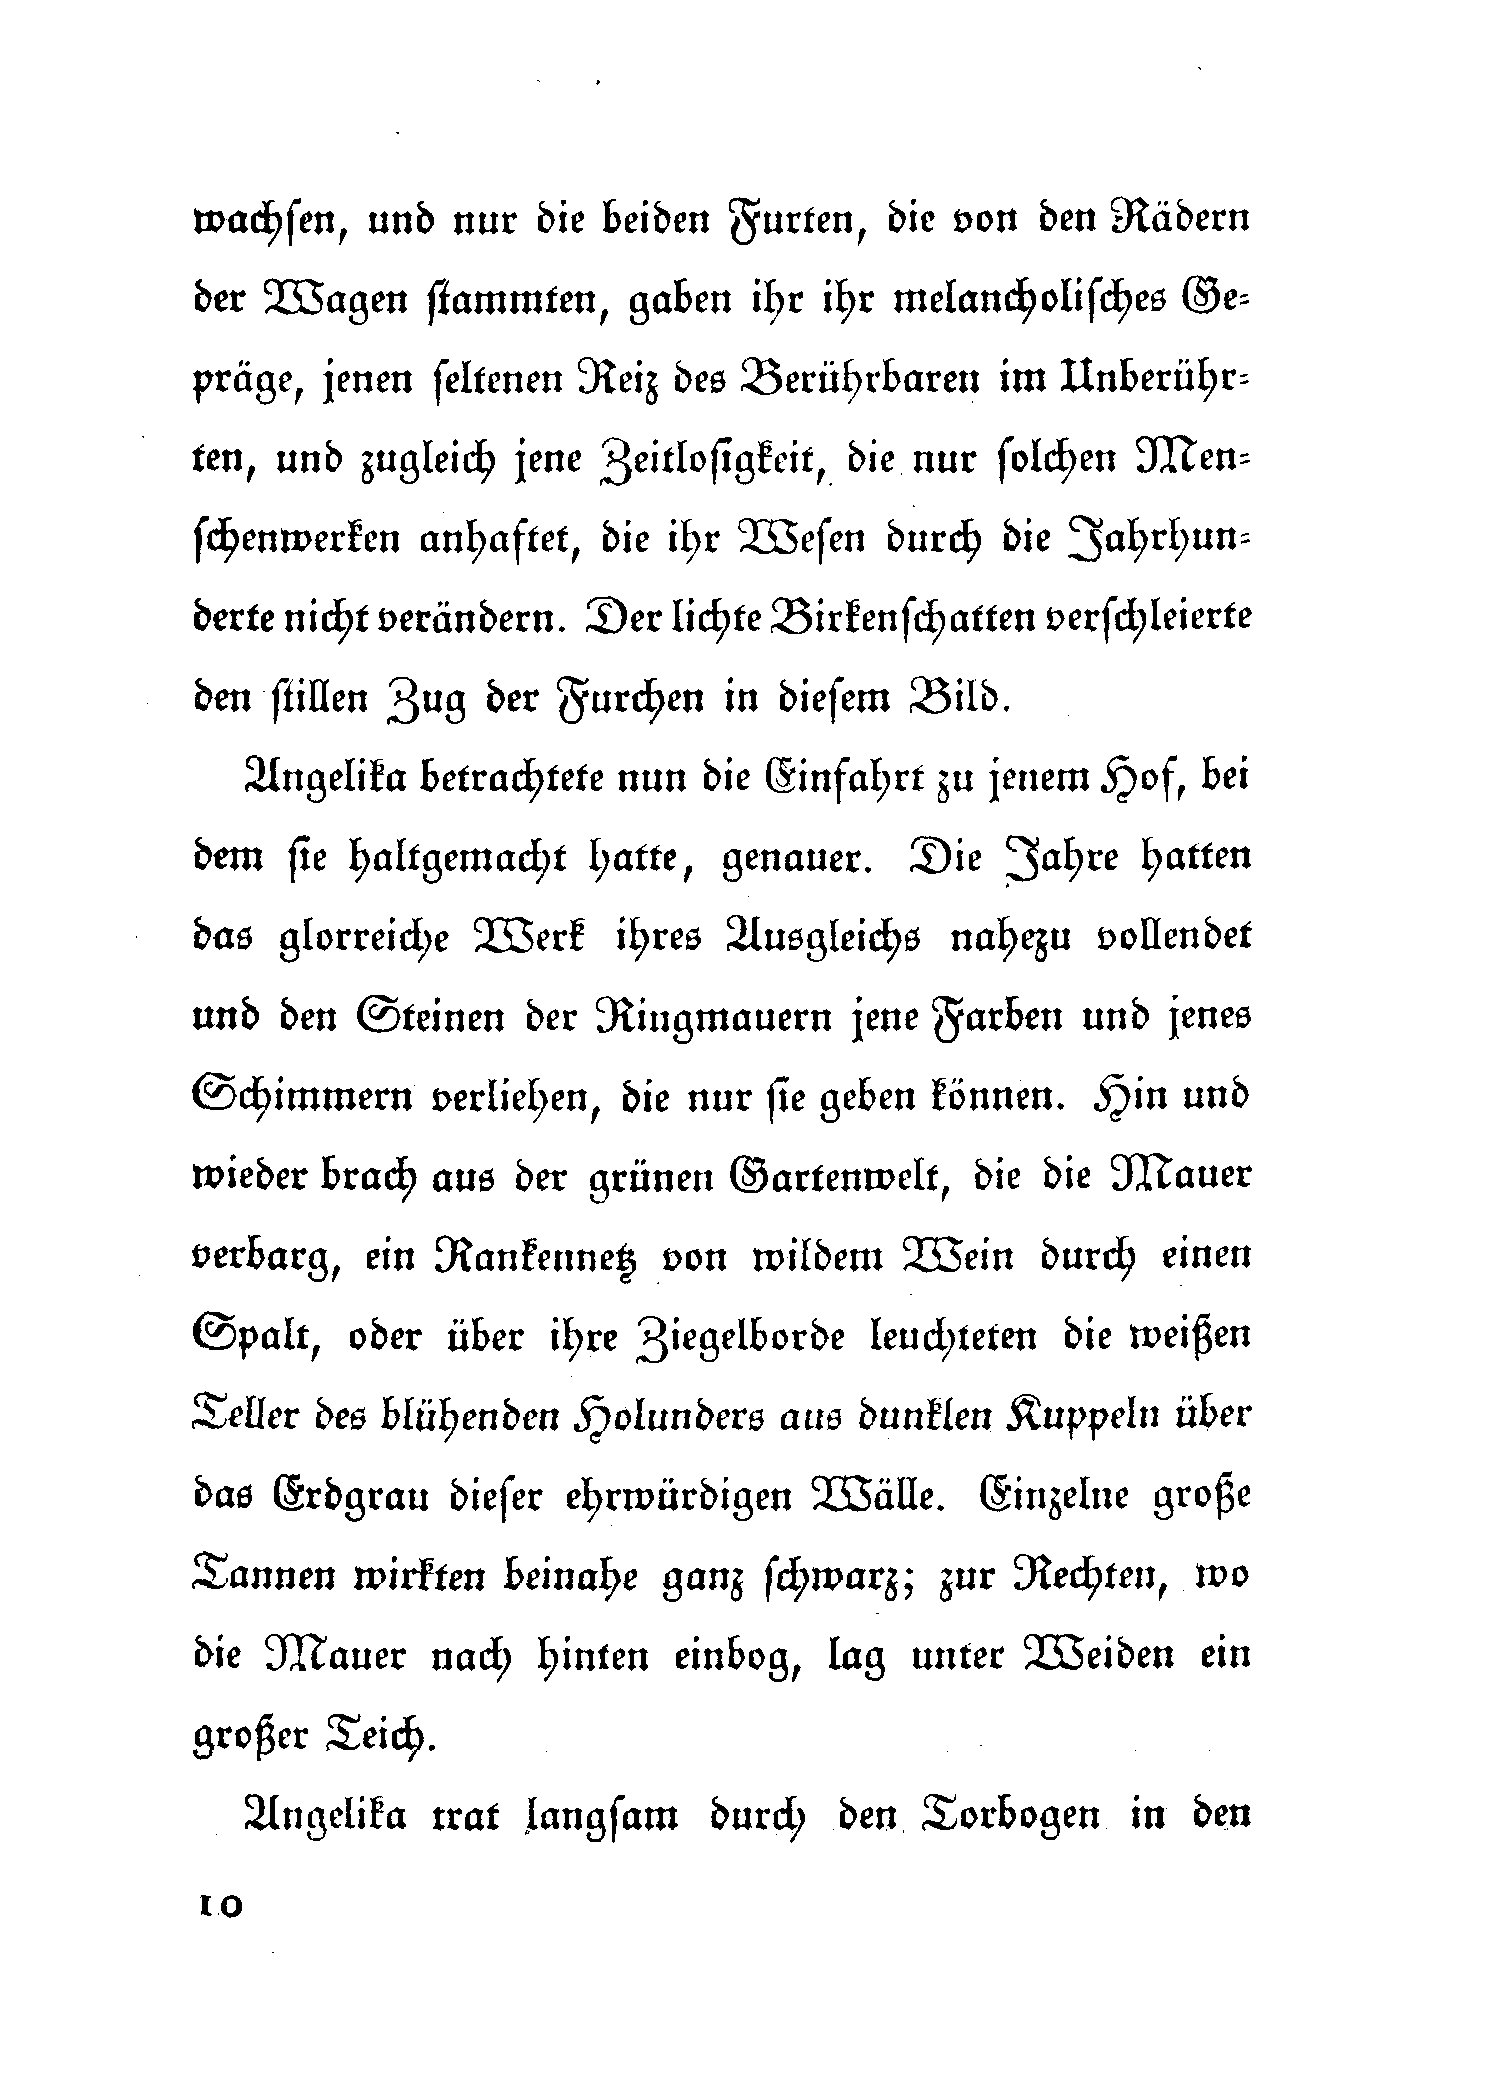 wachsen, und nur die beiden Furten, die von den Rädern
der Wagen stammten, gaben ihr ihr melancholisches Ge-
präge, jenen seltenen Reiz des Berührbaren im Unberühr-
ten, und zugleich jene Zeitlosigkeit, die nur solchen Men-
schenwerken anhaftet, die ihr Wesen durch die Jahrhun-
derte nicht verändern. Der lichte Birkenschatten verschleierte
den stillen Zug der Furchen in diesem Bild.
Angelika betrachtete nun die Einfahrt zu jenem Hof, bei
dem sie haltgemacht hatte, genauer. Die Jahre hatten
das glorreiche Werk ihres Ausgleichs nahezu vollendet
und den Steinen der Ringmauern jene Farben und jenes
Schimmern verliehen, die nur sie geben können. Hin und
wieder brach aus der grünen Gartenwelt, die die Mauer
verbarg, ein Rankennetz von wildem Wein durch einen
Spalt, oder über ihre Ziegelborde leuchteten die weißen
Teller des blühenden Holunders aus dunklen Kuppeln über
das Erdgrau dieser ehrwürdigen Wälle. Einzelne große
Tannen wirkten beinahe ganz schwarz; zur Rechten, wo
die Mauer nach hinten einbog, lag unter Weiden ein
großer Teich.
Angelika trat langsam durch den Torbogen in den
10